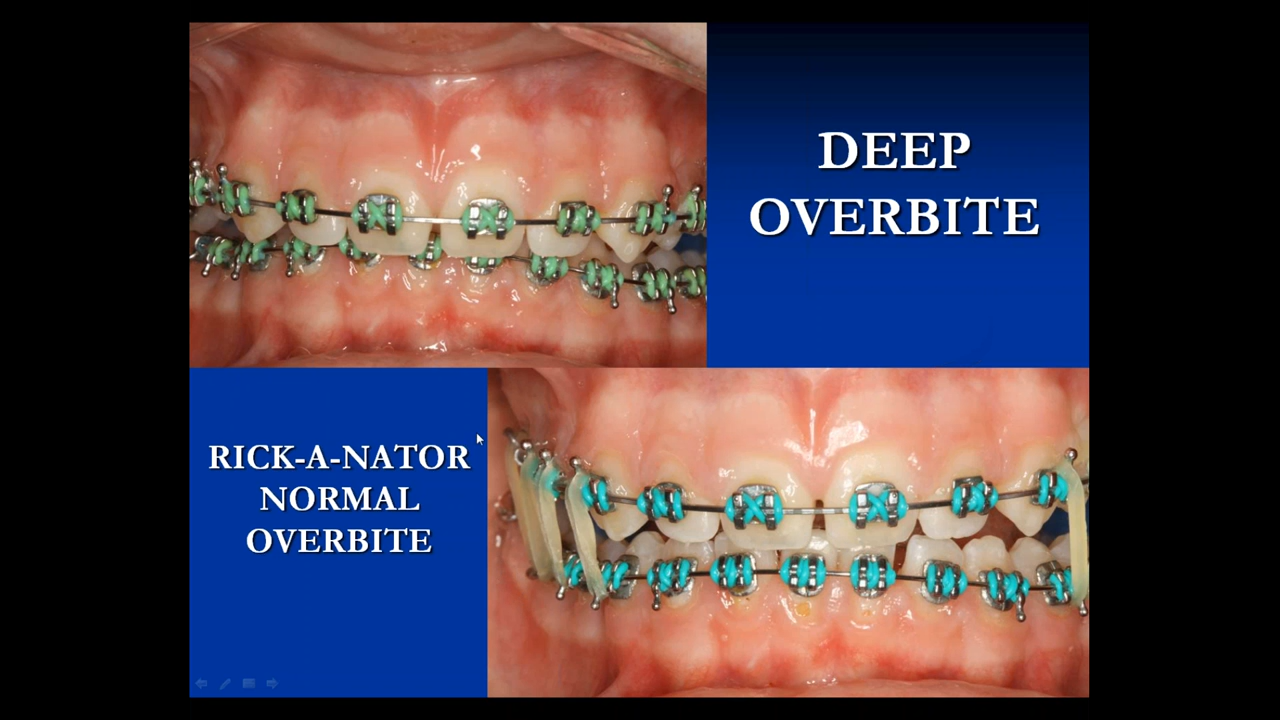 DEEP
OVERBITE
RICK-A-NATOR
NORMAL
OVERBITE